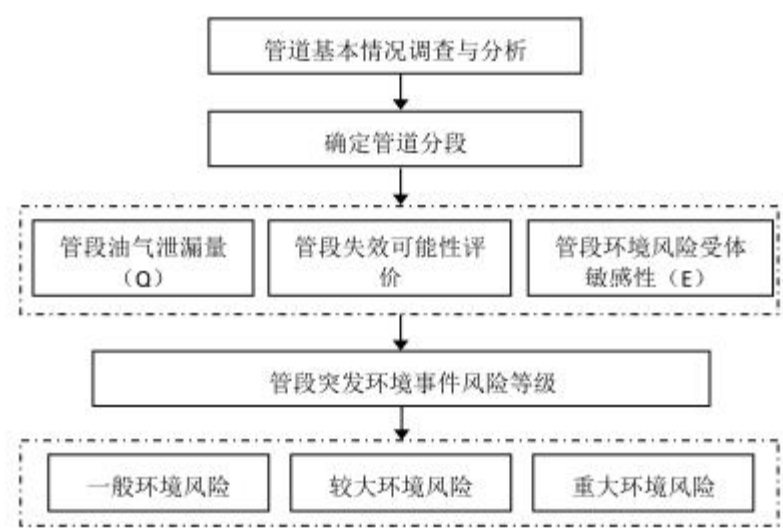 管道基本情况调查与分析
确定管道分段
管段油气泄漏量
（Q）
管段失效可能性评
价
管段环境风险受体
敏感性（E）
管段突发环境事件风险等级
一般环境风险
较大环境风险
重大环境风险